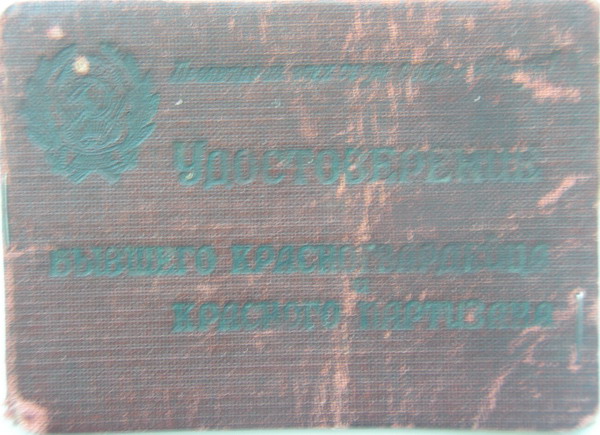 Удостоверение
бывшего красногвардейца
и
красного партизана